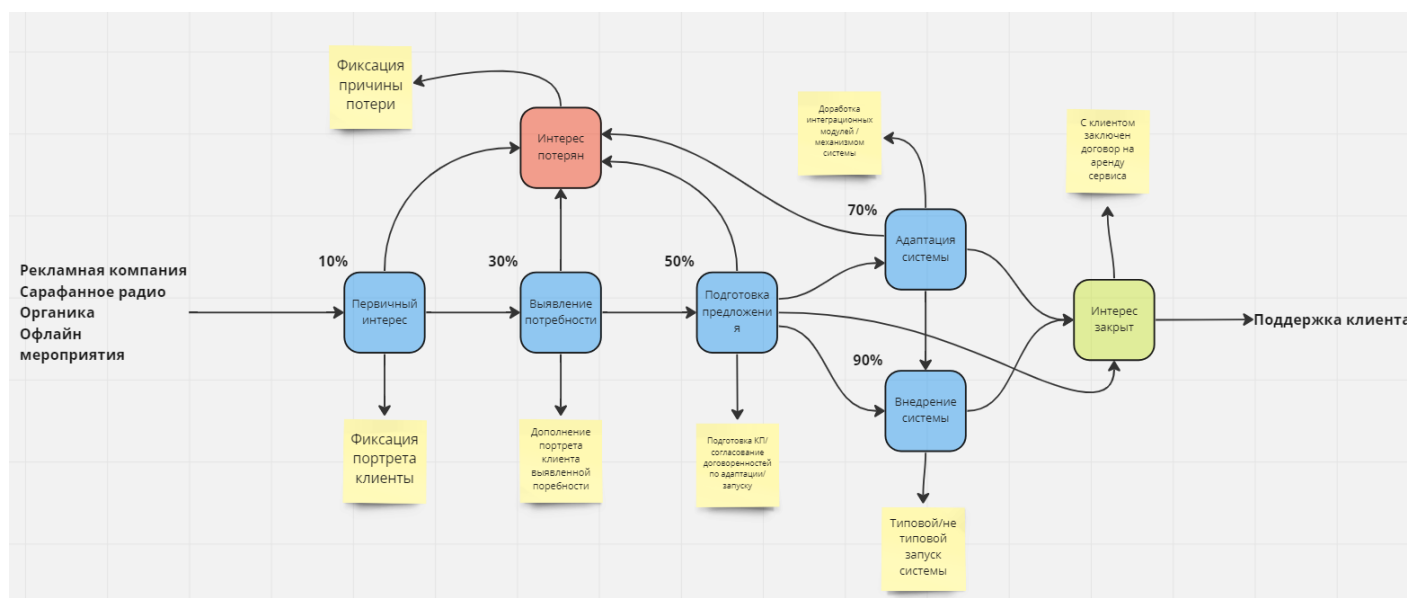 Фиксация
причины
потери
Интерес
потерян
Доработка
интеграционных
модулей /
механизмом
системы
С клиентом
заключен
договор на
аренду
сервиса
70%
Адаптация
системы
10%
30%
50%
Рекламная компания
Сарафанное радио
Органика
Офлайн
мероприятия
Первичный
интерес
Выявление
потребности
Подготовка
предложени
я
Интерес
закрыт
Поддержка клиента
90%
Внедрение
системы
Фиксация
портрета
клиенты
Дополнение
портрета
клиента
выявленной
поребности
Подготовка КП/
согласование
договоренностей
по адаптации/
запуску
Типовой/не
типовой
запуск
системы